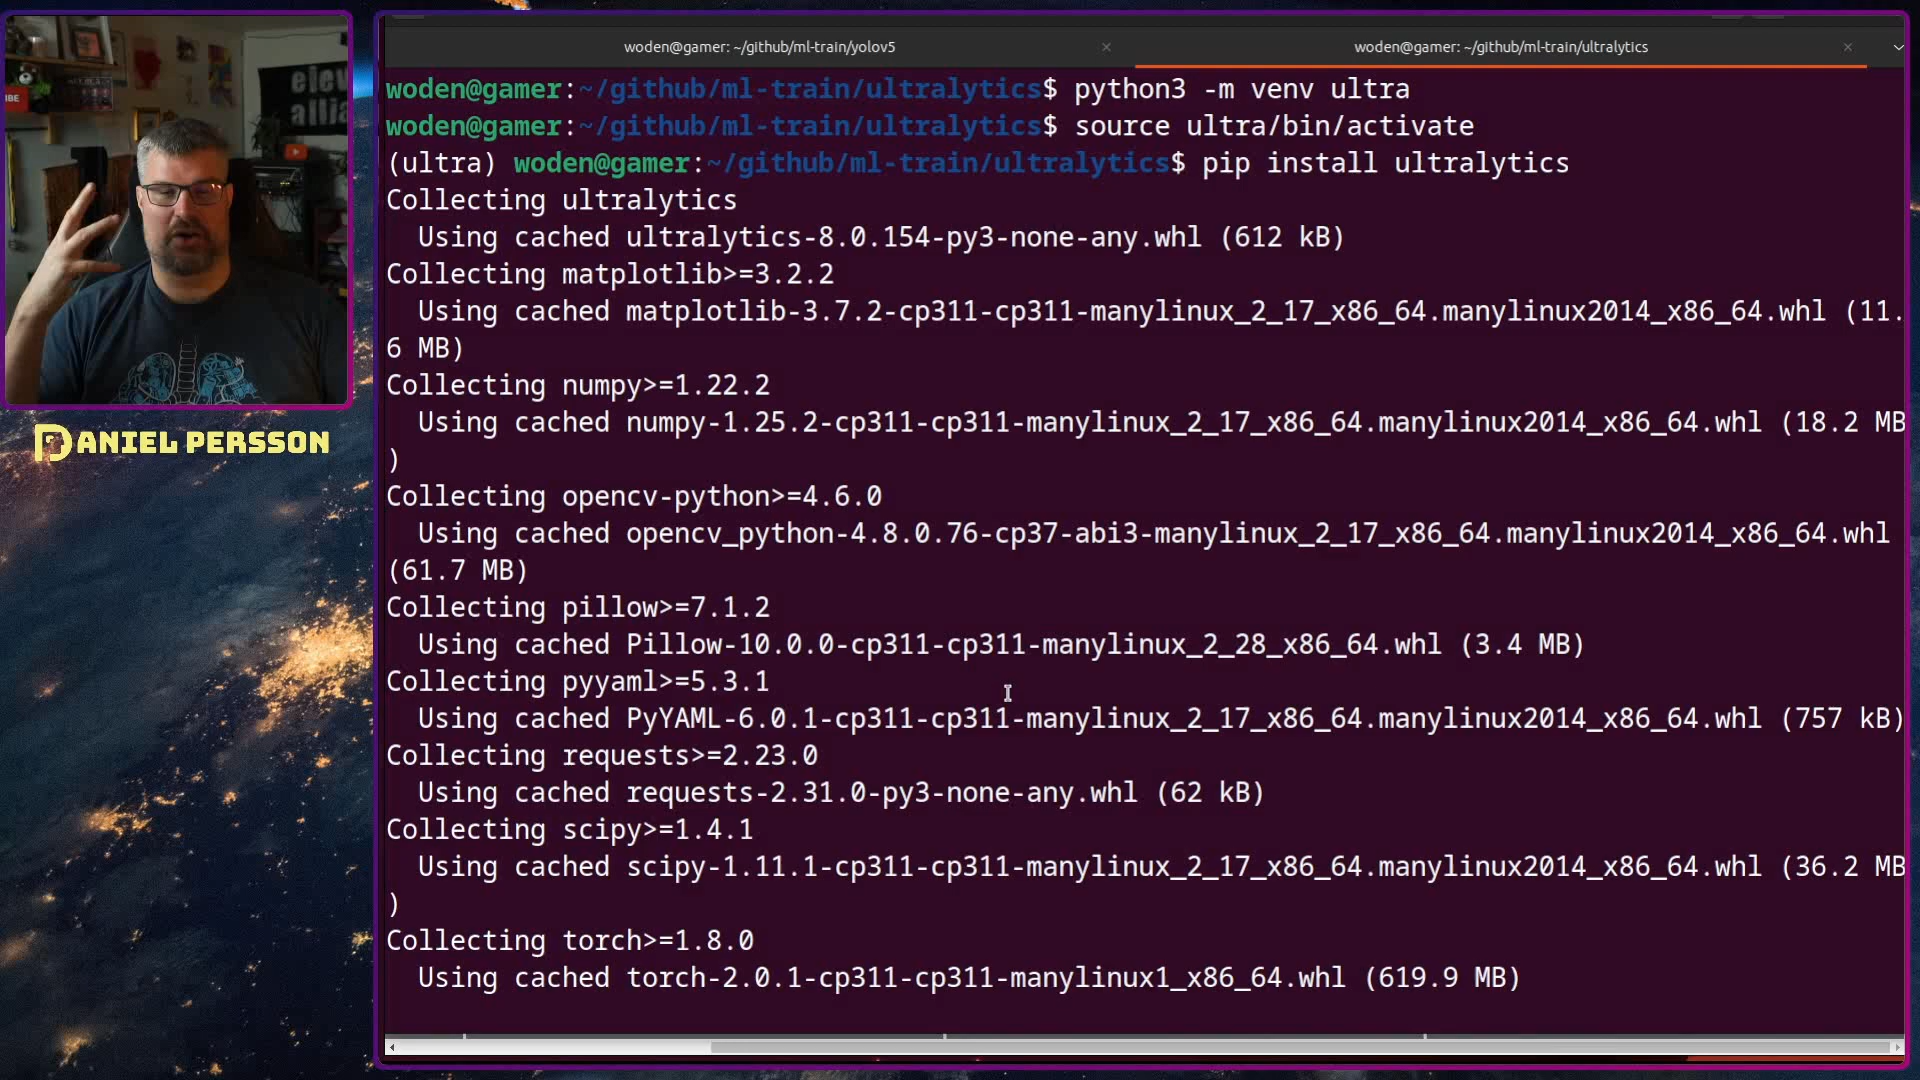 woden@gamer: ~/github/ml-train/yolov5
woden@gamer: ~/github/ml-train/ultralytics
woden@gamer:~/github/ml-train/ultralytics$ python3 -m venv ultra
woden@gamer:~/github/ml-train/ultralytics$ source ultra/bin/activate
(ultra) woden@gamer:~/github/ml-train/ultralytics$ pip install ultralytics
Collecting ultralytics
Using cached ultralytics-8.0.154-py3-none-any.whl (612 kB)
Collecting matplotlib>=3.2.2
Using cached matplotlib-3.7.2-cp311-cp311-manylinux_2_17_x86_64.manylinux2014_x86_64.whl (11.
6 MB)
Collecting numpy>=1.22.2
Using cached numpy-1.25.2-cp311-cp311-manylinux_2_17_x86_64.manylinux2014_x86_64.whl (18.2 MB
)
Collecting opencv-python>=4.6.0
Using cached opencv_python-4.8.0.76-cp37-abi3-manylinux_2_17_x86_64.manylinux2014_x86_64.whl
(61.7 MB)
Collecting pillow>=7.1.2
Using cached Pillow-10.0.0-cp311-cp311-manylinux_2_28_x86_64.whl (3.4 MB)
Collecting pyyaml>=5.3.1
Using cached PyYAML-6.0.1-cp311-cp311-manylinux_2_17_x86_64.manylinux2014_x86_64.whl (757 kB)
Collecting requests>=2.23.0
Using cached requests-2.31.0-py3-none-any.whl (62 kB)
Collecting scipy>=1.4.1
Using cached scipy-1.11.1-cp311-cp311-manylinux_2_17_x86_64.manylinux2014_x86_64.whl (36.2 MB
)
Collecting torch>=1.8.0
Using cached torch-2.0.1-cp311-cp311-manylinux1_x86_64.whl (619.9 MB)
DANIEL PERSSON